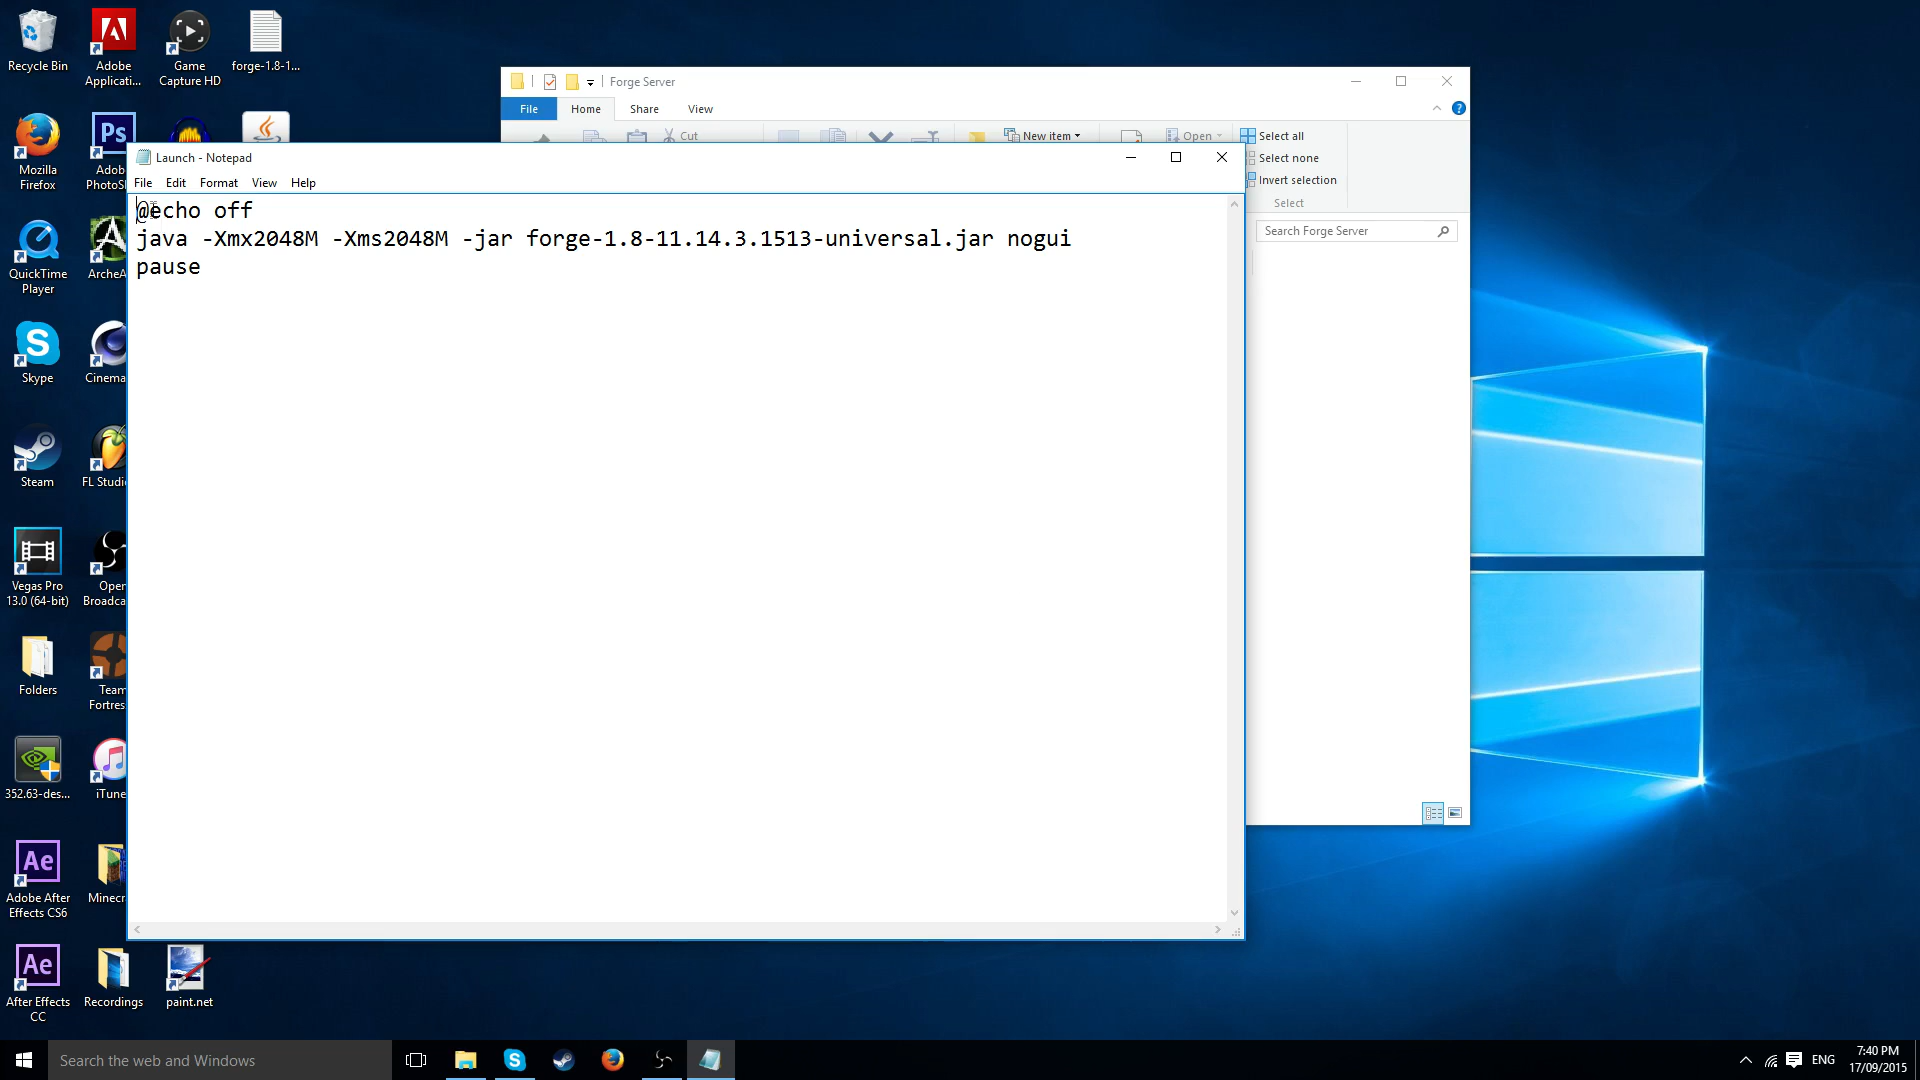 Recycle Bin
Adobe
Applicati...
Game
Capture HD
forge-1.8-1...
Mozilla
Firefox
Ps
QuickTime
Player
Skype
Steam
Vegas Pro
13.0 (64-bit)
Team
Folders
352.63-des...
Ae
Adobe After
Effects CS6
Ae
After Effects
CC
Recordings
paint.net
Forge Server
File
Home
Share
View
Cut
New item
Open
Select all
Select none
Invert selection
Select
Search Forge Server
Launch - Notepad
File Edit Format View Help
@echo off
java -Xmx2048M -Xms2048M -jar forge-1.8-11.14.3.1513-universal.jar nogui
pause
Search the web and Windows
ENG
7:40 PM
17/09/2015